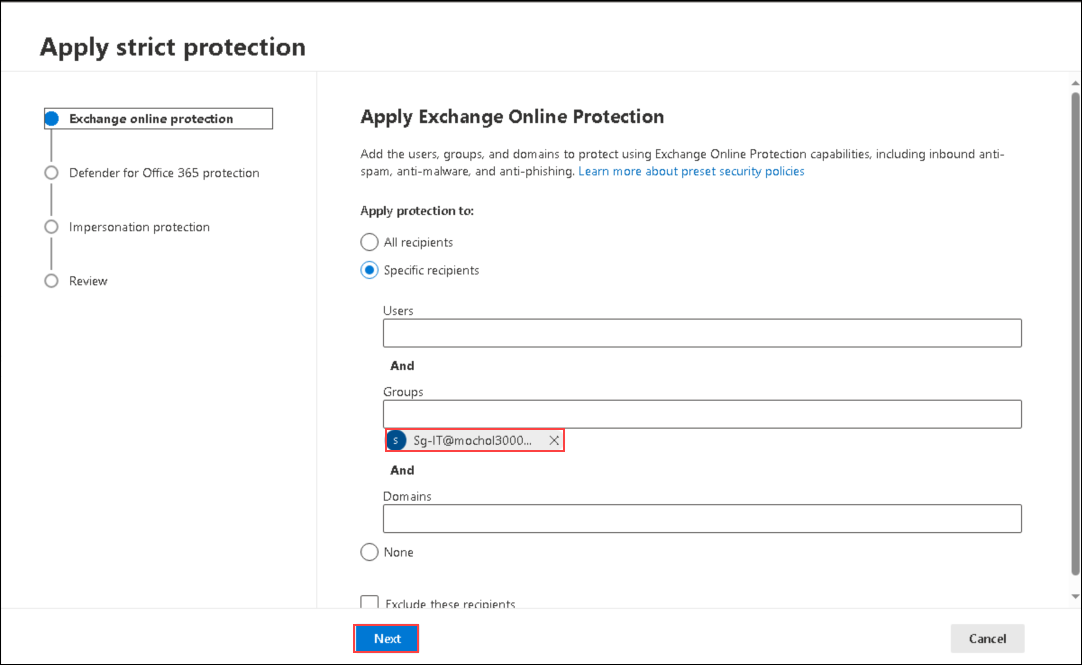 Apply strict protection
Exchange online protection
Defender for Office 365 protection
Impersonation protection
Review
Apply Exchange Online Protection
Add the users, groups, and domains to protect using Exchange Online Protection capabilities, including inbound anti-
spam, anti-malware, and anti-phishing. Learn more about preset security policies
Apply protection to:
All recipients
Specific recipients
Users
And
Groups
S Sg-IT@mochol3000...
And
Domains
None
Exclude these recipients
Next
Cancel